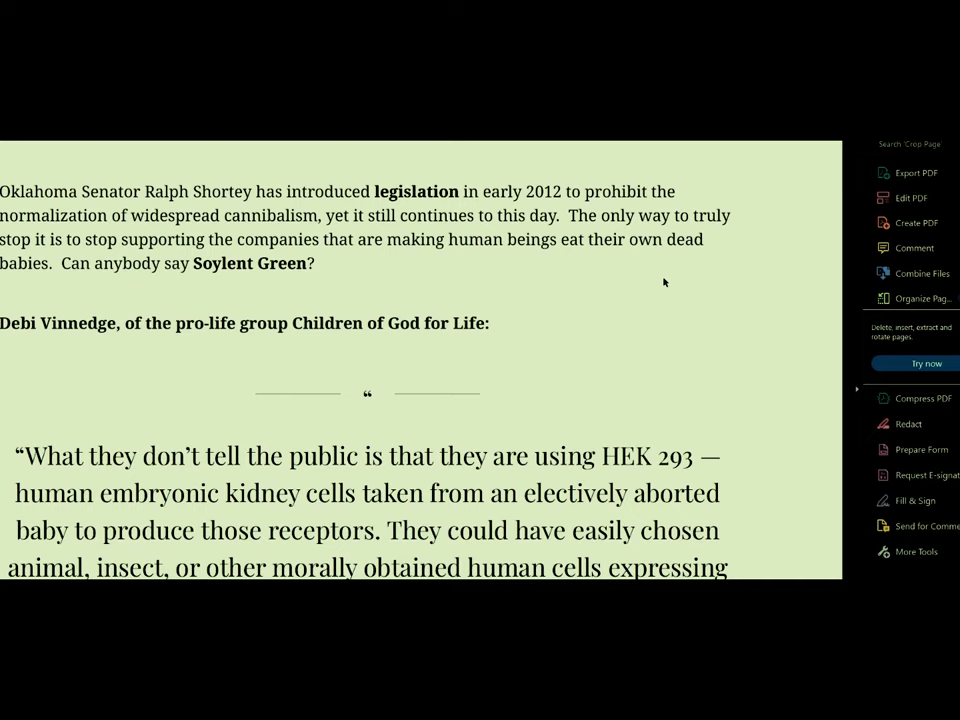 Search 'Crop Page'
Oklahoma Senator Ralph Shortey has introduced legislation in early 2012 to prohibit the
normalization of widespread cannibalism, yet it still continues to this day. The only way to truly
stop it is to stop supporting the companies that are making human beings eat their own dead
babies. Can anybody say Soylent Green?
Debi Vinnedge, of the pro-life group Children of God for Life:
“
“What they don’t tell the public is that they are using HEK 293 —
human embryonic kidney cells taken from an electively aborted
baby to produce those receptors. They could have easily chosen
animal, insect, or other morally obtained human cells expressing
Export PDF
Edit PDF
Create PDF
Comment
Combine Files
Organize Pag...
Delete, insert, extract and
rotate pages.
Try now
Compress PDF
Redact
Prepare Form
Request E-signat
Fill & Sign
Send for Comme
More Tools